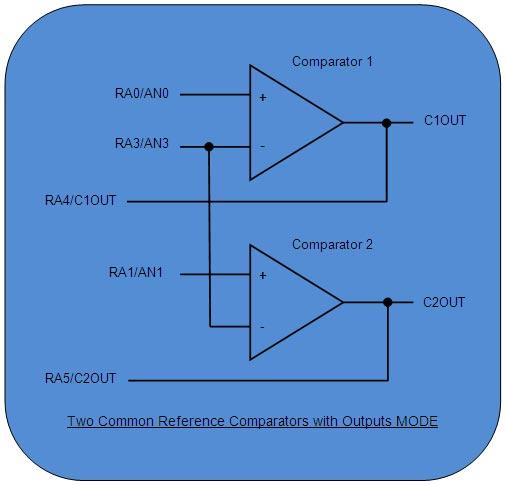 Comparator 1
RA0/AN0
+
C1OUT
RA3/AN3
-
RA4/C1OUT
Comparator 2
RA1/AN1
+
C2OUT
-
RA5/C2OUT
Two Common Reference Comparators with Outputs MODE